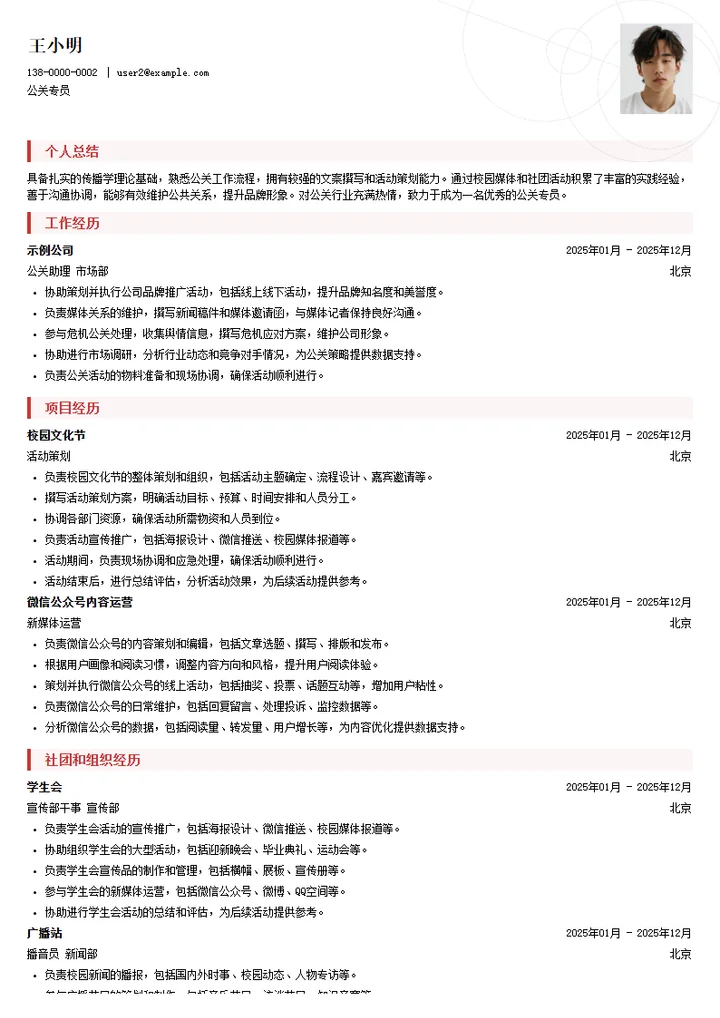 王小明
138-0000-0002 | user2@example.com
公关专员
个人总结
具备扎实的传播学理论基础，熟悉公关工作流程，拥有较强的文案撰写和活动策划能力。通过校园媒体和社团活动积累了丰富的实践经验，
善于沟通协调，能够有效维护公共关系，提升品牌形象。对公关行业充满热情，致力于成为一名优秀的公关专员。
工作经历
示例公司 2025年01月 - 2025年12月
公关助理 市场部 北京
• 协助策划并执行公司品牌推广活动，包括线上线下活动，提升品牌知名度和美誉度。
• 负责媒体关系的维护，撰写新闻稿件和媒体邀请函，与媒体记者保持良好沟通。
• 参与危机公关处理，收集舆情信息，撰写危机应对方案，维护公司形象。
• 协助进行市场调研，分析行业动态和竞争对手情况，为公关策略提供数据支持。
• 负责公关活动的物料准备和现场协调，确保活动顺利进行。
项目经历
校园文化节 2025年01月 - 2025年12月
活动策划 北京
• 负责校园文化节的整体策划和组织，包括活动主题确定、流程设计、嘉宾邀请等。
• 撰写活动策划方案，明确活动目标、预算、时间安排和人员分工。
• 协调各部门资源，确保活动所需物资和人员到位。
• 负责活动宣传推广，包括海报设计、微信推送、校园媒体报道等。
• 活动期间，负责现场协调和应急处理，确保活动顺利进行。
• 活动结束后，进行总结评估，分析活动效果，为后续活动提供参考。
微信公众号内容运营 2025年01月 - 2025年12月
新媒体运营 北京
• 负责微信公众号的内容策划和编辑，包括文章选题、撰写、排版和发布。
• 根据用户画像和阅读习惯，调整内容方向和风格，提升用户阅读体验。
• 策划并执行微信公众号的线上活动，包括抽奖、投票、话题互动等，增加用户粘性。
• 负责微信公众号的日常维护，包括回复留言、处理投诉、监控数据等。
• 分析微信公众号的数据，包括阅读量、转发量、用户增长等，为内容优化提供数据支持。
社团和组织经历
学生会 2025年01月 - 2025年12月
宣传部干事 宣传部 北京
• 负责学生会活动的宣传推广，包括海报设计、微信推送、校园媒体报道等。
• 协助组织学生会的大型活动，包括迎新晚会、毕业典礼、运动会等。
• 负责学生会宣传品的制作和管理，包括横幅、展板、宣传册等。
• 参与学生会的新媒体运营，包括微信公众号、微博、QQ空间等。
• 协助进行学生会活动的总结和评估，为后续活动提供参考。
广播站 2025年01月 - 2025年12月
播音员 新闻部 北京
• 负责校园新闻的播报，包括国内外时事、校园动态、人物专访等。